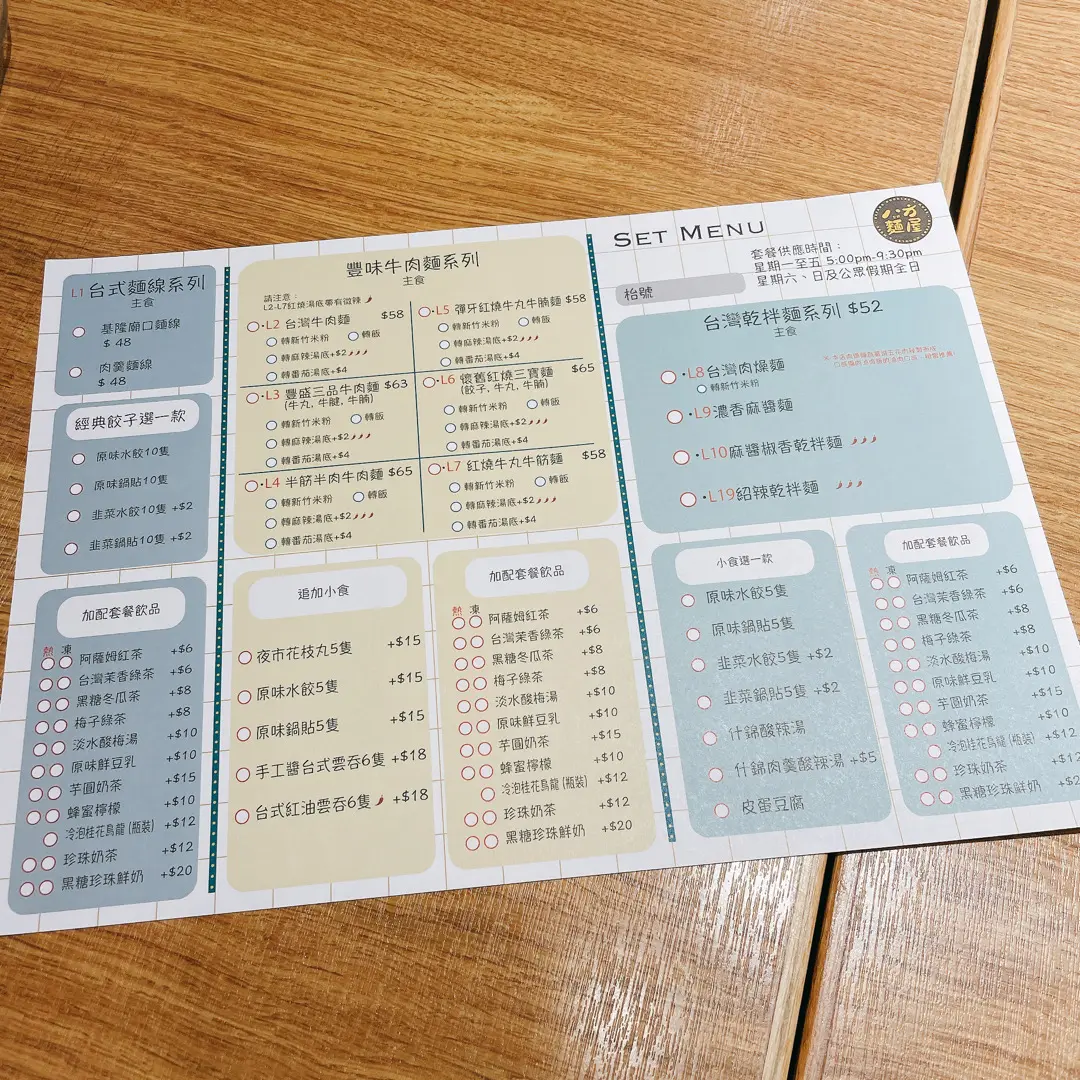 SET MENU
八方
麵屋
套餐供應時間：
星期一至五 5:00pm-9:30pm
星期六、日及公眾假期全日
枱號
L1 台式麵線系列
主食
基隆廟口麵線
$ 48
肉羹麵線
$ 48
經典餃子選一款
原味水餃10隻
原味鍋貼10隻
韭菜水餃10隻 +$2
韭菜鍋貼10隻 +$2
加配套餐飲品
熱 凍
阿薩姆紅茶 +$6
台灣茉香綠茶 +$6
黑糖冬瓜茶 +$8
梅子綠茶 +$8
淡水酸梅湯 +$10
原味鮮豆乳 +$10
芋圓奶茶 +$15
蜂蜜檸檬 +$10
冷泡桂花烏龍(瓶裝) +$12
珍珠奶茶 +$12
黑糖珍珠鮮奶 +$20
豐味牛肉麵系列
主食
請注意：
L2-L7紅燒湯底帶有微辣
·L2 台灣牛肉麵 $58
轉新竹米粉 轉飯
轉麻辣湯底+$2
轉番茄湯底+$4
·L3 豐盛三品牛肉麵 $63
(牛丸, 牛腱, 牛腩)
轉新竹米粉 轉飯
轉麻辣湯底+$2
轉番茄湯底+$4
·L4 半筋半肉牛肉麵 $65
轉新竹米粉 轉飯
轉麻辣湯底+$2
轉番茄湯底+$4
·L5 彈牙紅燒牛丸牛腩麵 $58
轉新竹米粉 轉飯
轉麻辣湯底+$2
轉番茄湯底+$4
·L6 懷舊紅燒三寶麵 $65
(餃子, 牛丸, 牛腩)
轉新竹米粉 轉飯
轉麻辣湯底+$2
轉番茄湯底+$4
·L7 紅燒牛丸牛筋麵 $58
轉新竹米粉 轉飯
轉麻辣湯底+$2
轉番茄湯底+$4
追加小食
夜市花枝丸5隻 +$15
原味水餃5隻 +$15
原味鍋貼5隻 +$15
手工醬台式雲吞6隻 +$18
台式紅油雲吞6隻 +$18
加配套餐飲品
熱 凍
阿薩姆紅茶 +$6
台灣茉香綠茶 +$6
黑糖冬瓜茶 +$8
梅子綠茶 +$8
淡水酸梅湯 +$10
原味鮮豆乳 +$10
芋圓奶茶 +$15
蜂蜜檸檬 +$10
冷泡桂花烏龍(瓶裝) +$12
珍珠奶茶 +$12
黑糖珍珠鮮奶 +$20
台灣乾拌麵系列 $52
主食
·L8台灣肉燥麵
轉新竹米粉
·L9濃香麻醬麵
·L10麻醬椒香乾拌麵
·L19紹辣乾拌麵
小食選一款
原味水餃5隻
原味鍋貼5隻
韭菜水餃5隻 +$2
韭菜鍋貼5隻 +$2
什錦酸辣湯
什錦肉羹酸辣湯 +$5
皮蛋豆腐
加配套餐飲品
熱 凍
阿薩姆紅茶 +$6
台灣茉香綠茶 +$6
黑糖冬瓜茶 +$8
梅子綠茶 +$8
淡水酸梅湯 +$10
原味鮮豆乳 +$10
芋圓奶茶 +$15
蜂蜜檸檬 +$10
冷泡桂花烏龍(瓶裝) +$12
珍珠奶茶 +$12
黑糖珍珠鮮奶 +$2